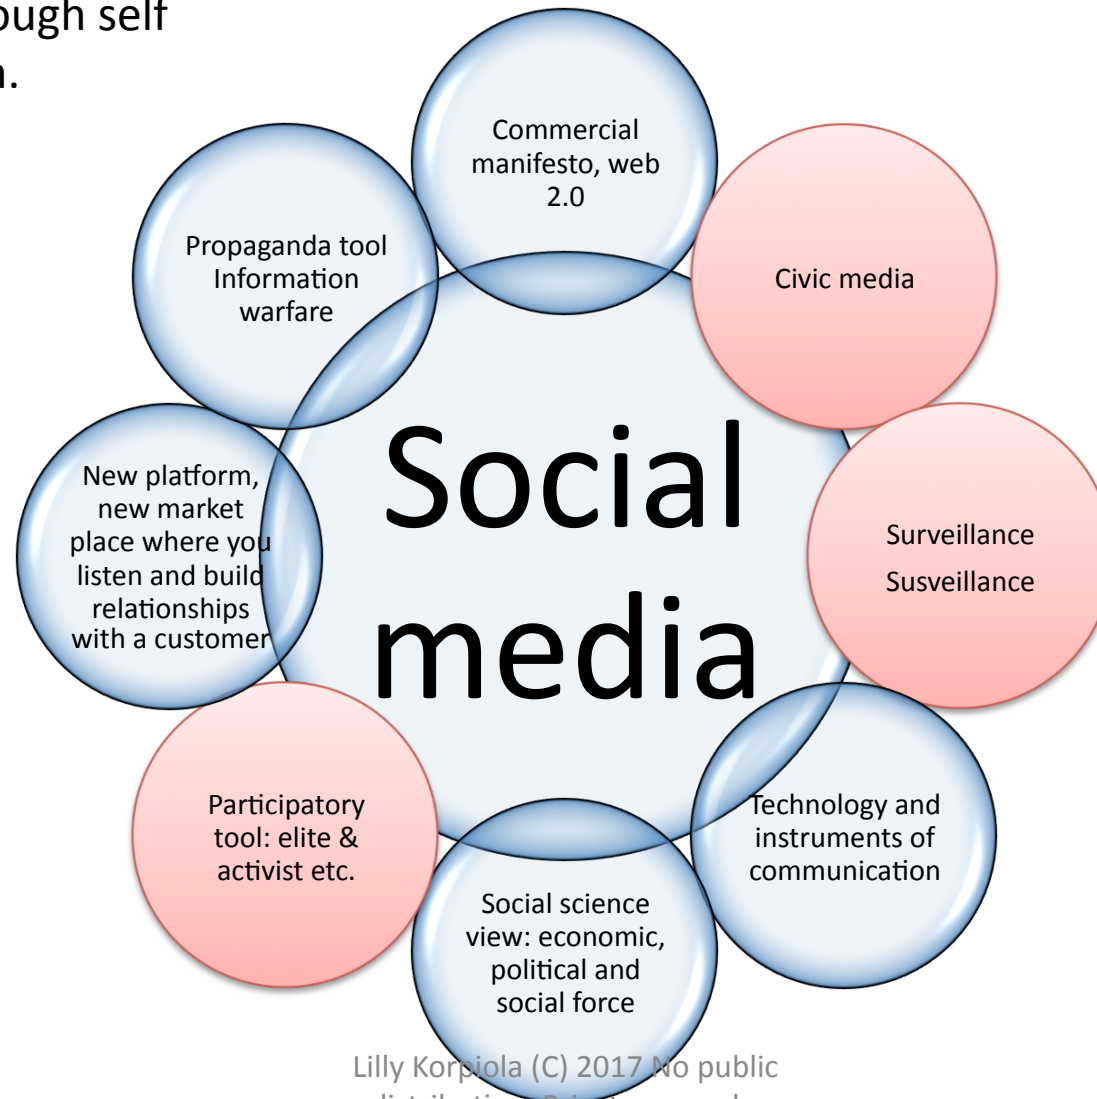 ough self
n.
Commercial
manifesto, web
2.0
Civic media
Propaganda tool
Information
warfare
Social
media
New platform,
new market
place where you
listen and build
relationships
with a customer
Surveillance
Susveillance
Participatory
tool: elite &
activist etc.
Technology and
instruments of
communication
Social science
view: economic,
political and
social force
Lilly Korpiola (C) 2017 No public